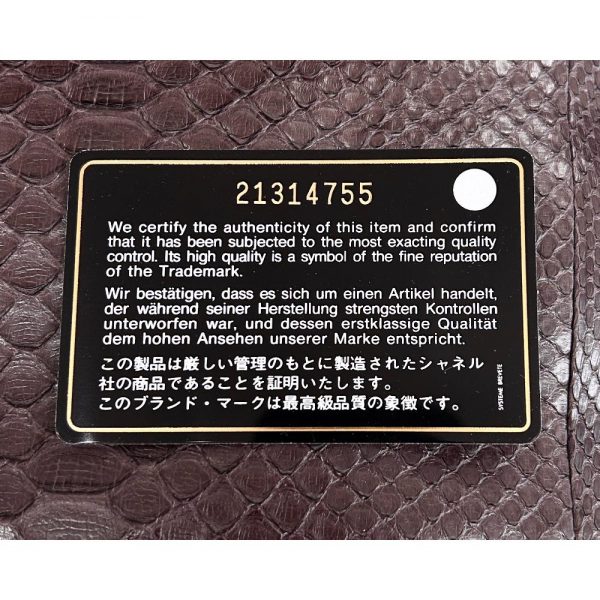 21314755
We certify the authenticity of this item and confirm
that it has been subjected to the most exacting quality
control. Its high quality is a symbol of the fine reputation
of the Trademark.
Wir bestätigen, dass es sich um einen Artikel handelt,
der während seiner Herstellung strengsten Kontrollen
unterworfen war, und dessen erstklassige Qualität
dem hohen Ansehen unserer Marke entspricht.
この製品は厳しい管理のもとに製造されたシャネル
社の商品であることを証明いたします。
このブランド・マークは最高級品質の象徴です。
SYSTEME BREVETE